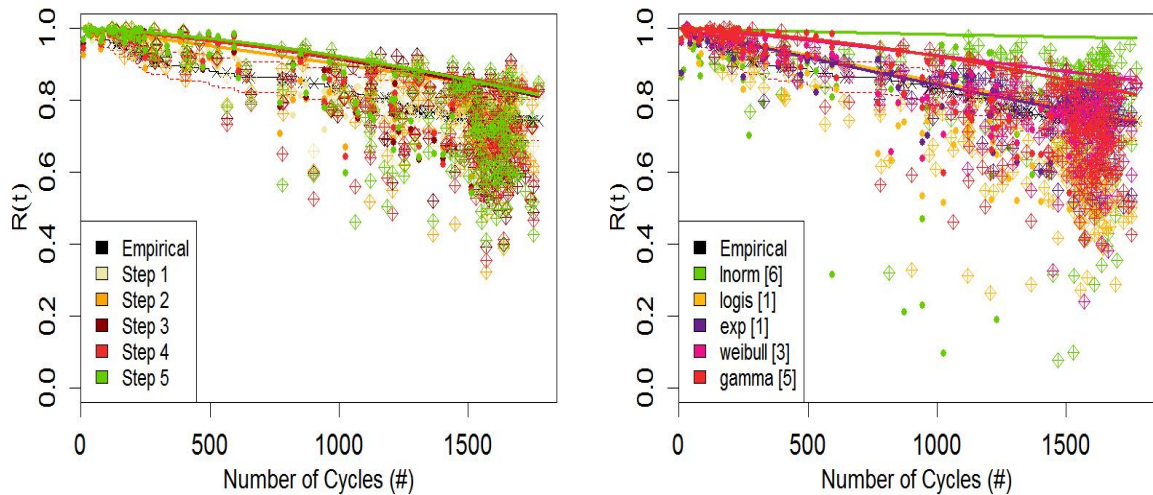 R(t)
1.0
0.8
0.6
0.4
0.2
0.0
Empirical
Step 1
Step 2
Step 3
Step 4
Step 5
0 500 1000 1500
Number of Cycles (#)
R(t)
1.0
0.8
0.6
0.4
0.2
0.0
Empirical
lnorm [6]
logis [1]
exp [1]
weibull [3]
gamma [5]
0 500 1000 1500
Number of Cycles (#)